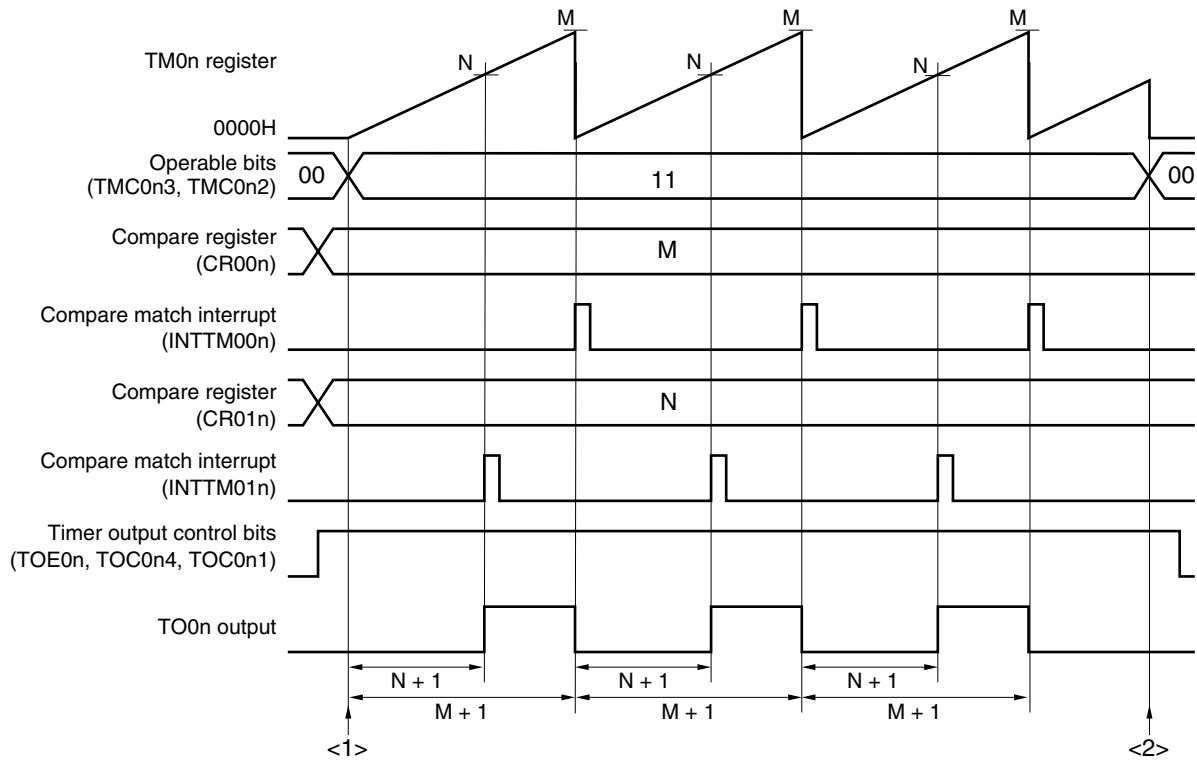 M M M
TM0n register
N N N
0000H
Operable bits
(TMC0n3, TMC0n2)
00 11 00
Compare register
(CR00n)
M
Compare match interrupt
(INTTM00n)
Compare register
(CR01n)
N
Compare match interrupt
(INTTM01n)
Timer output control bits
(TOE0n, TOC0n4, TOC0n1)
TO0n output
N + 1 N + 1 N + 1
M + 1 M + 1 M + 1
<1> <2>